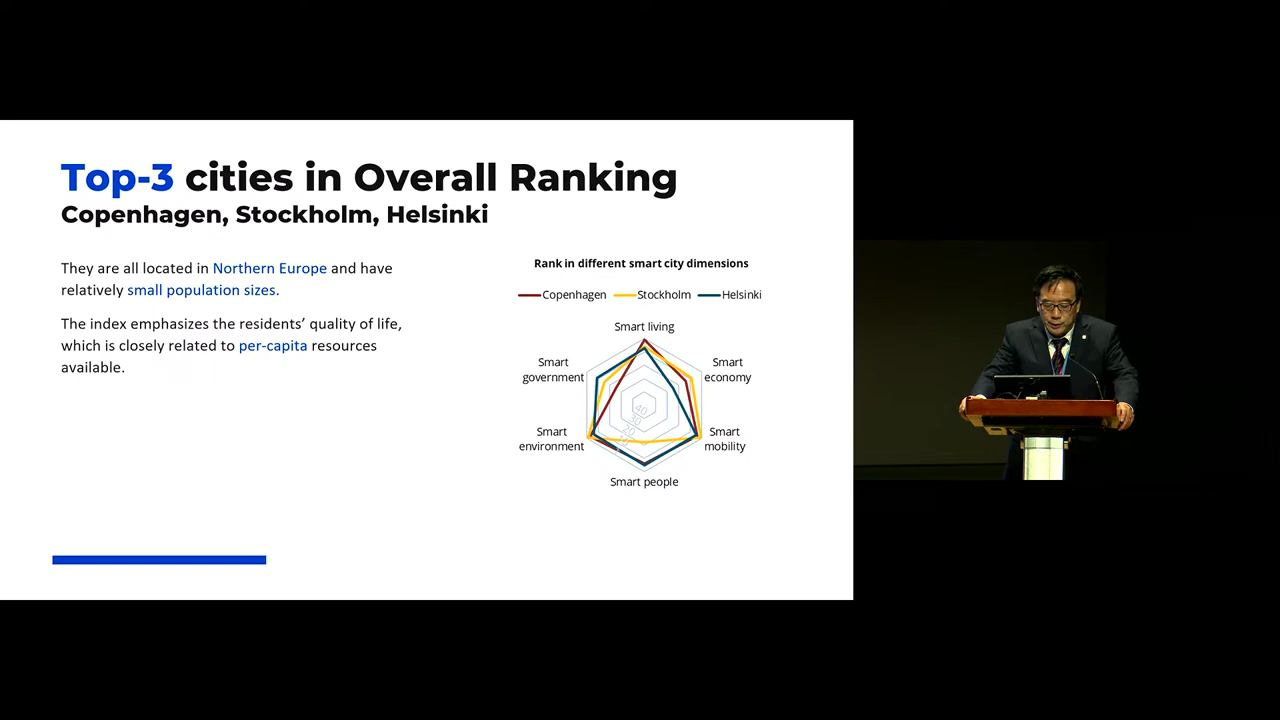 Top-3 cities in Overall Ranking
Copenhagen, Stockholm, Helsinki
They are all located in Northern Europe and have
relatively small population sizes.
The index emphasizes the residents’ quality of life,
which is closely related to per-capita resources
available.
Rank in different smart city dimensions
Copenhagen Stockholm Helsinki
Smart living
Smart
economy
Smart
mobility
Smart people
Smart
environment
Smart
government
40
30
20